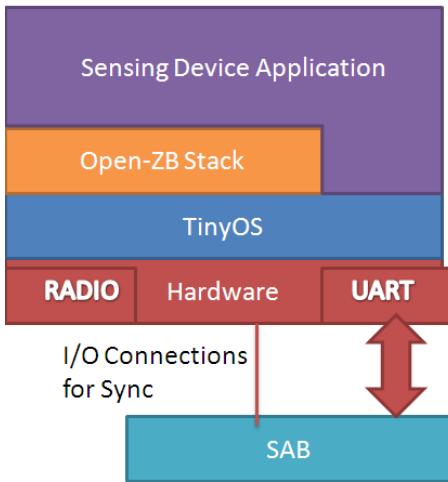 Sensing Device Application
Open-ZB Stack
TinyOS
RADIO Hardware UART
I/O Connections
for Sync
SAB